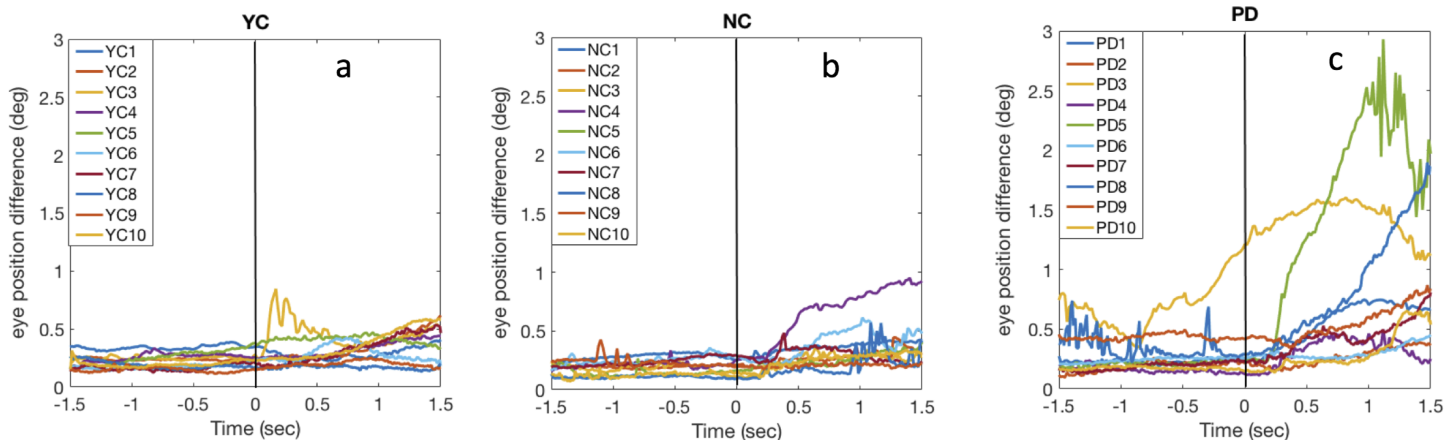 YC
a
eye position difference (deg)
3
2.5
2
1.5
1
0.5
0
YC1
YC2
YC3
YC4
YC5
YC6
YC7
YC8
YC9
YC10
-1.5 -1 -0.5 0 0.5 1 1.5
Time (sec)
NC
b
eye position difference (deg)
3
2.5
2
1.5
1
0.5
0
NC1
NC2
NC3
NC4
NC5
NC6
NC7
NC8
NC9
NC10
-1.5 -1 -0.5 0 0.5 1 1.5
Time (sec)
PD
c
eye position difference (deg)
3
2.5
2
1.5
1
0.5
0
PD1
PD2
PD3
PD4
PD5
PD6
PD7
PD8
PD9
PD10
-1.5 -1 -0.5 0 0.5 1 1.5
Time (sec)